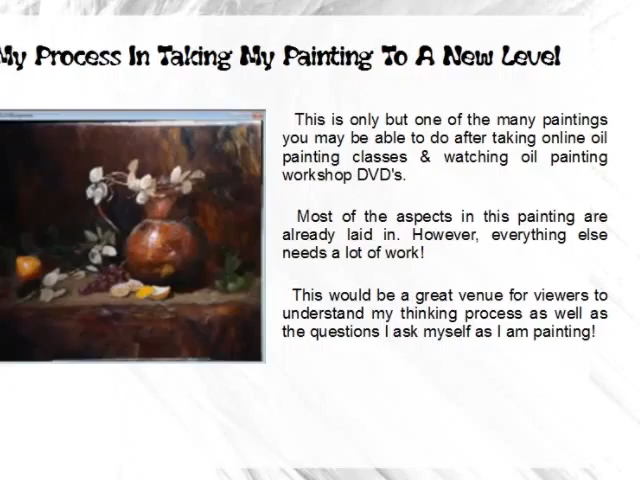 My Process In Taking My Painting To A New Level
This is only but one of the many paintings
you may be able to do after taking online oil
painting classes & watching oil painting
workshop DVD's.
Most of the aspects in this painting are
already laid in. However, everything else
needs a lot of work!
This would be a great venue for viewers to
understand my thinking process as well as
the questions I ask myself as I am painting!